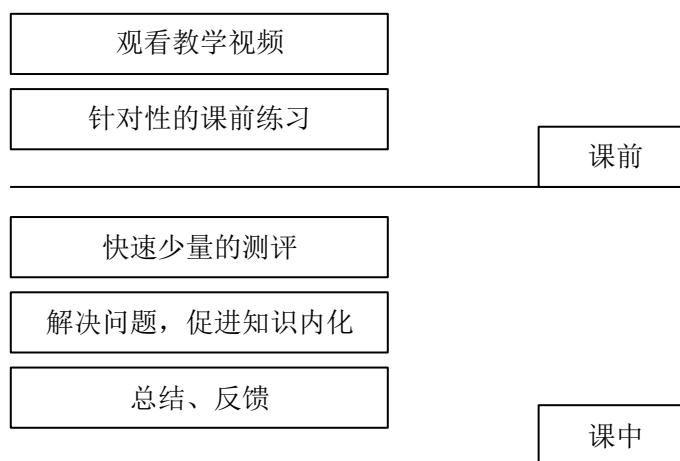 观看教学视频
针对性的课前练习
课前
快速少量的测评
解决问题，促进知识内化
总结、反馈
课中